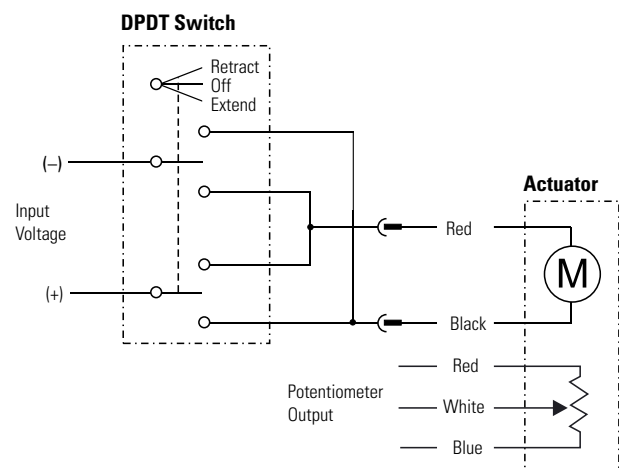 DPDT Switch
Retract
Off
Extend
(–)
Input
Voltage
(+)
Actuator
Red
M
Black
Red
Potentiometer
Output
White
Blue